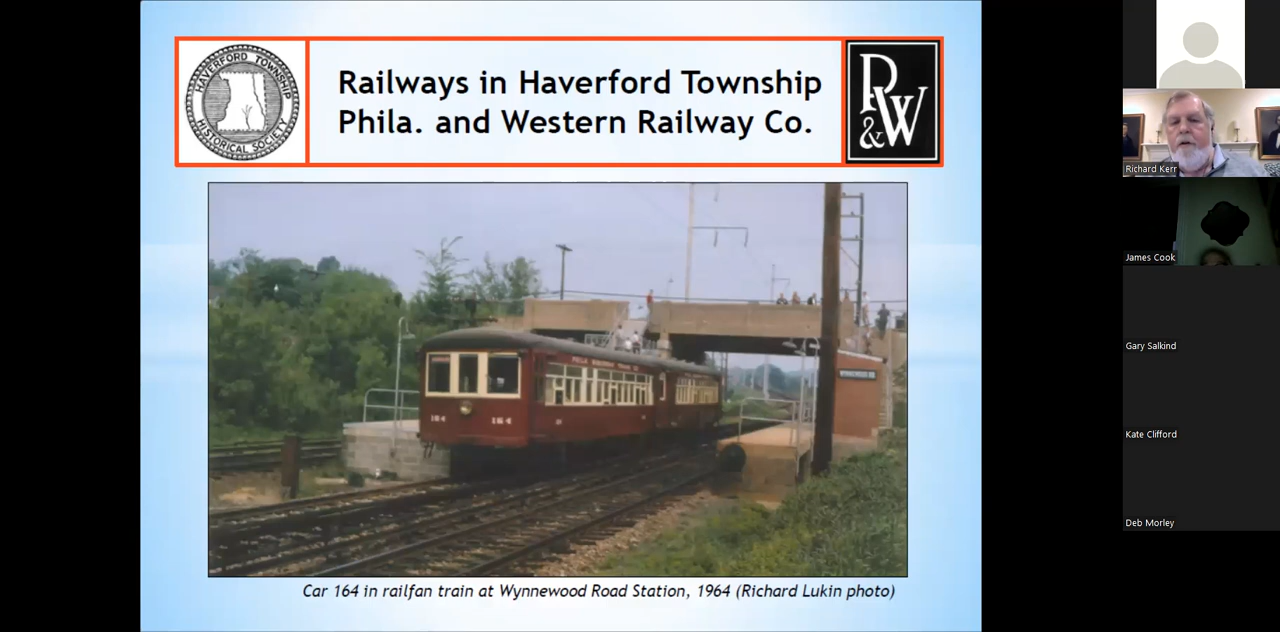 HAVERFORD TOWNSHIP
HISTORICAL SOCIETY
Railways in Haverford Township
Phila. and Western Railway Co.
P&W
164
164
WYNNEWOOD RD.
Car 164 in railfan train at Wynnewood Road Station, 1964 (Richard Lukin photo)
Richard Kerr
James Cook
Gary Salkind
Kate Clifford
Deb Morley